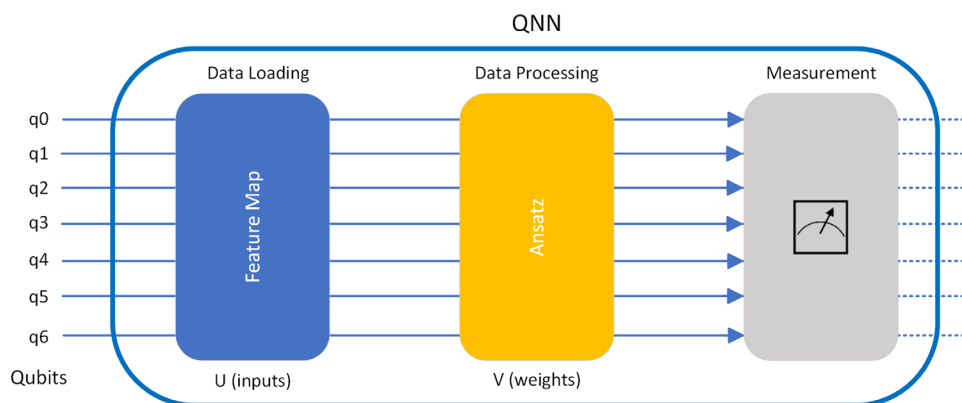 QNN
Data Loading
Data Processing
Measurement
q0
q1
q2
q3
q4
q5
q6
Feature Map
Ansatz
Qubits
U (inputs)
V (weights)